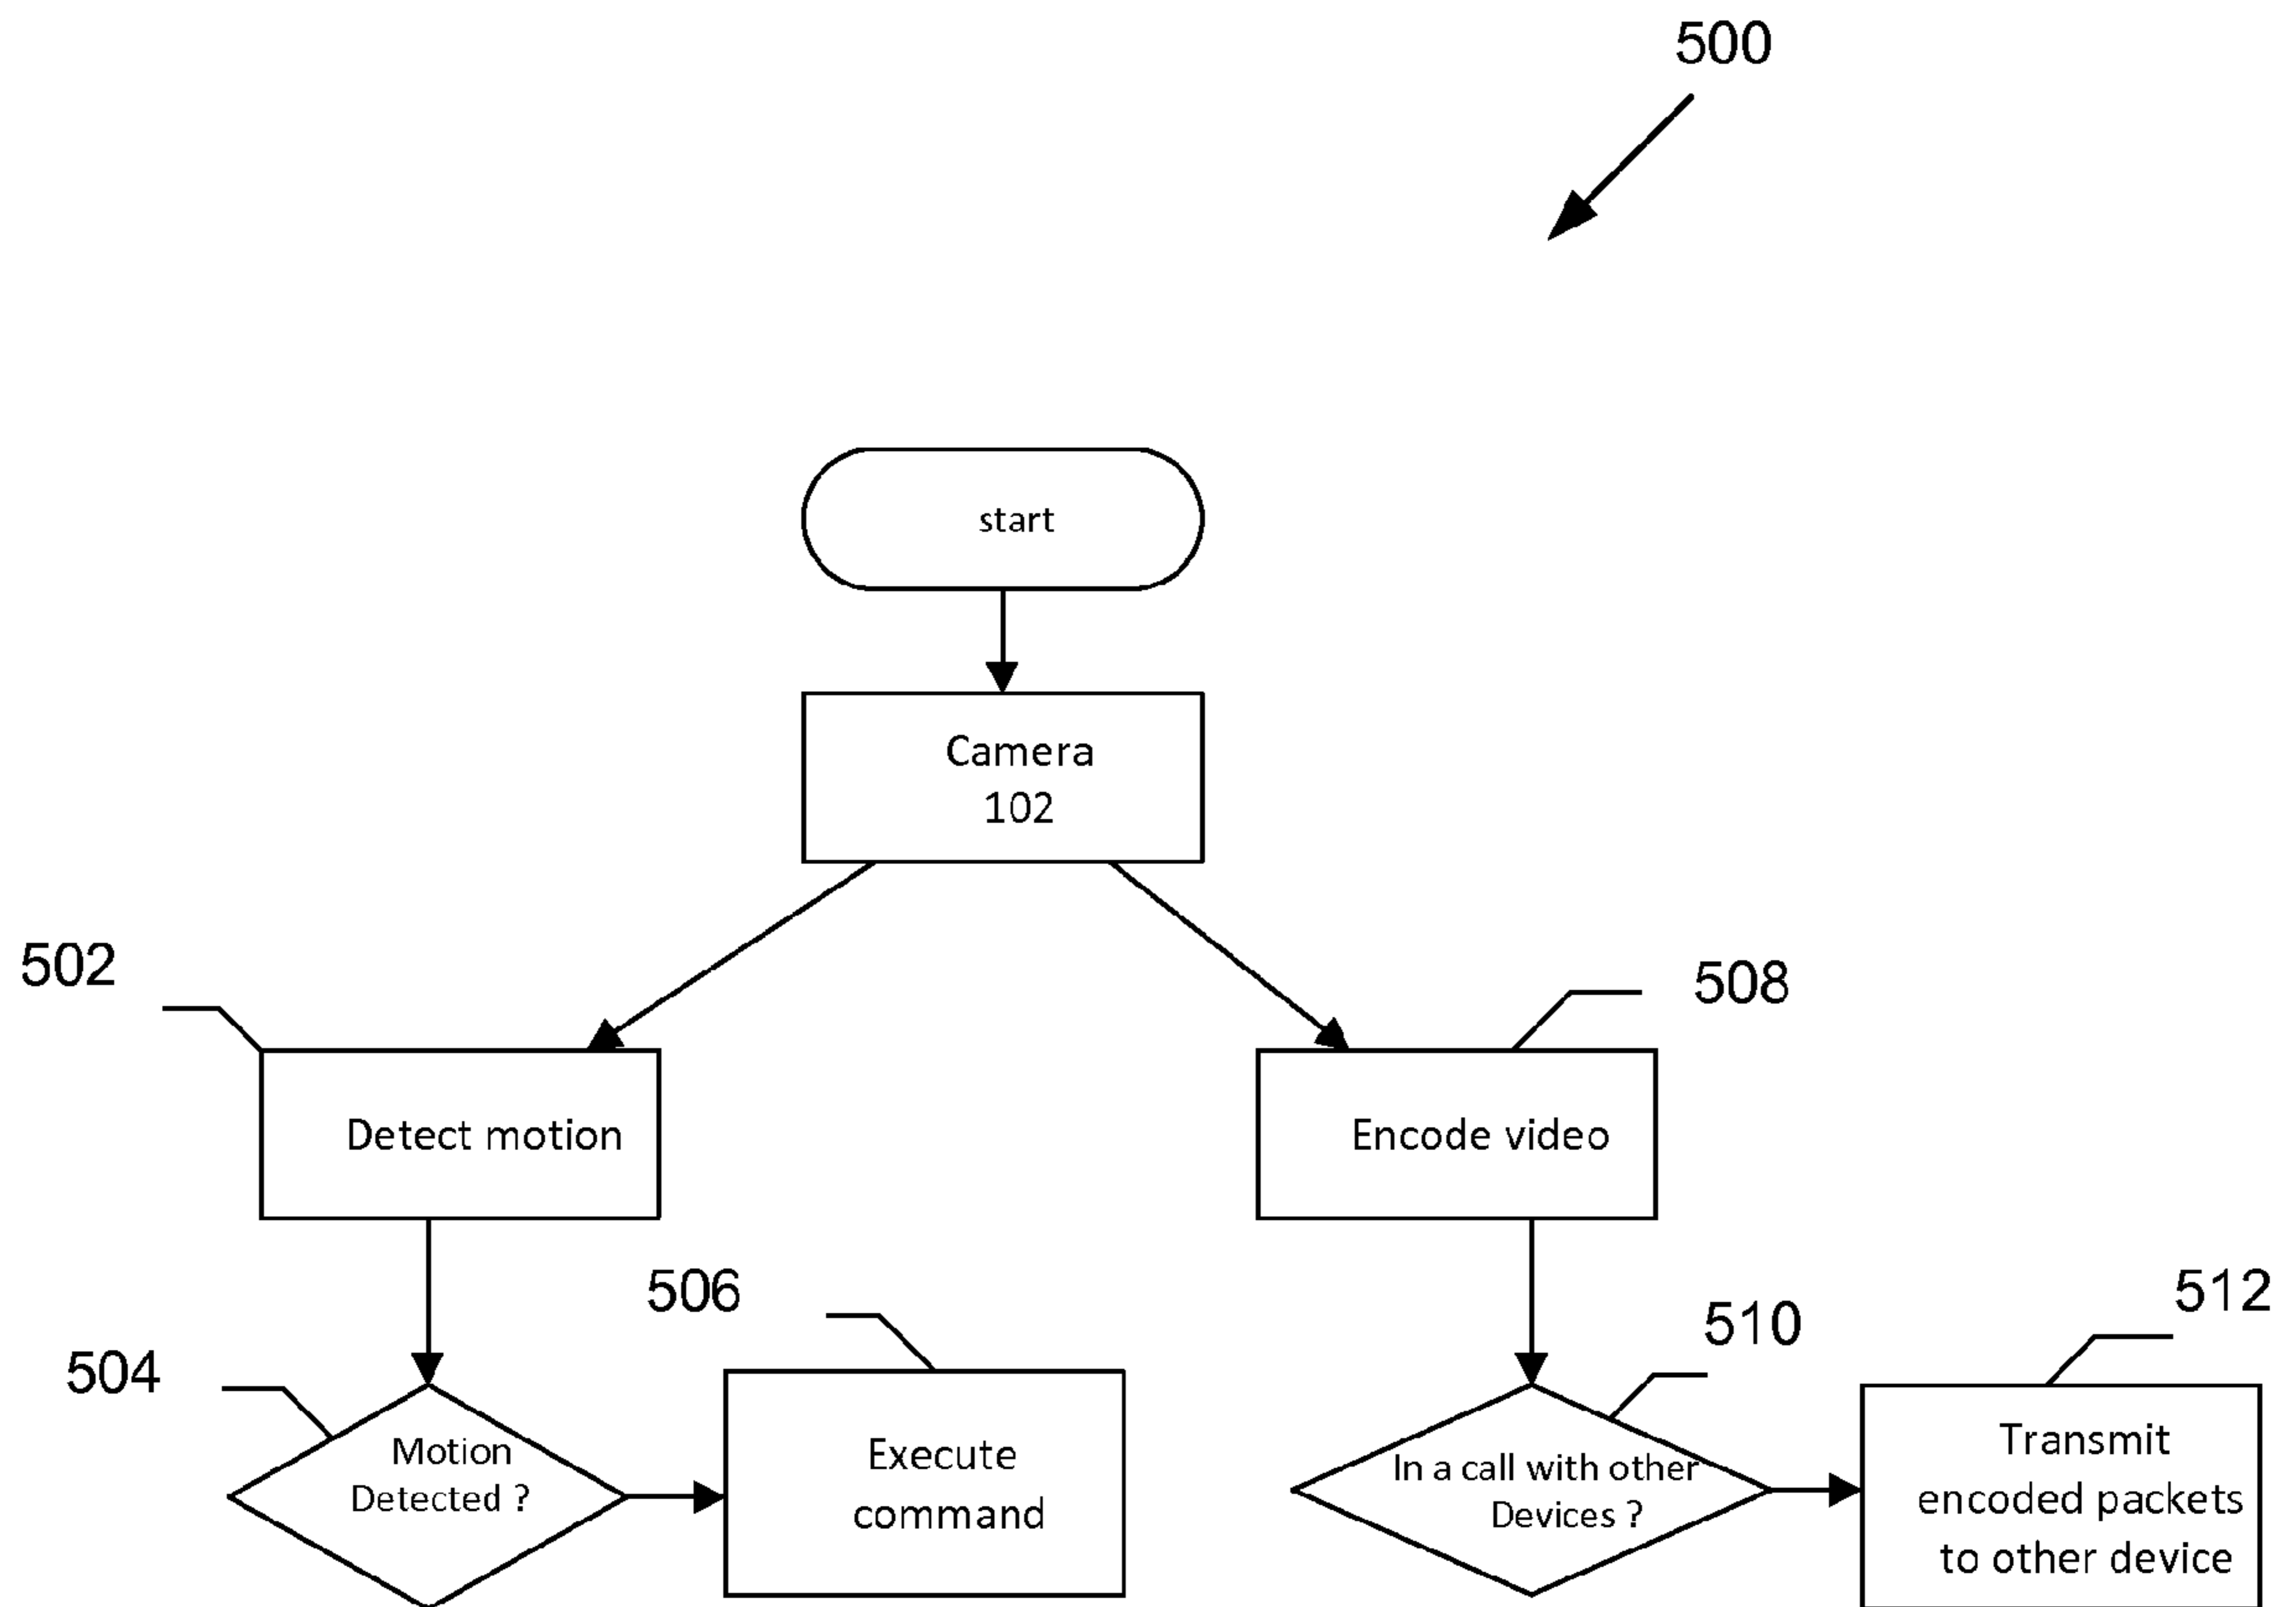 500
start
Camera
102
502
508
Detect motion
Encode video
506
512
510
504
Motion
Detected ?
Execute
command
In a call with other
Devices ?
Transmit
encoded packets
to other device